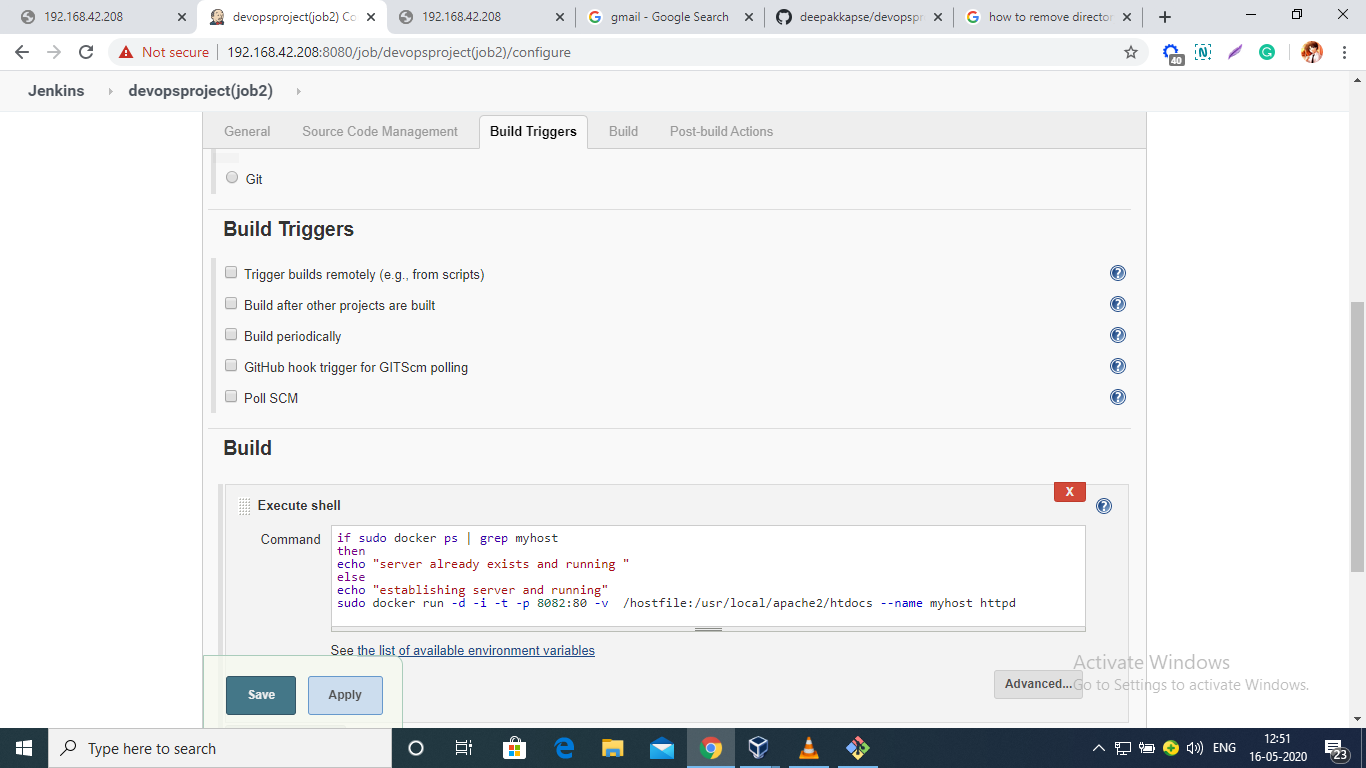 192.168.42.208
devopsproject(job2) Co
192.168.42.208
gmail - Google Search
deepakkapse/devopspr
how to remove director
Not secure
192.168.42.208:8080/job/devopsproject(job2)/configure
40
Jenkins
devopsproject(job2)
General
Source Code Management
Build Triggers
Build
Post-build Actions
Git
Build Triggers
Trigger builds remotely (e.g., from scripts)
Build after other projects are built
Build periodically
GitHub hook trigger for GITScm polling
Poll SCM
Build
X
Execute shell
Command
if sudo docker ps | grep myhost
then
echo "server already exists and running "
else
echo "establishing server and running"
sudo docker run -d -i -t -p 8082:80 -v  /hostfile:/usr/local/apache2/htdocs --name myhost httpd
See the list of available environment variables
Advanced...
Save
Apply
Activate Windows
Go to Settings to activate Windows.
Type here to search
ENG
12:51
16-05-2020
23